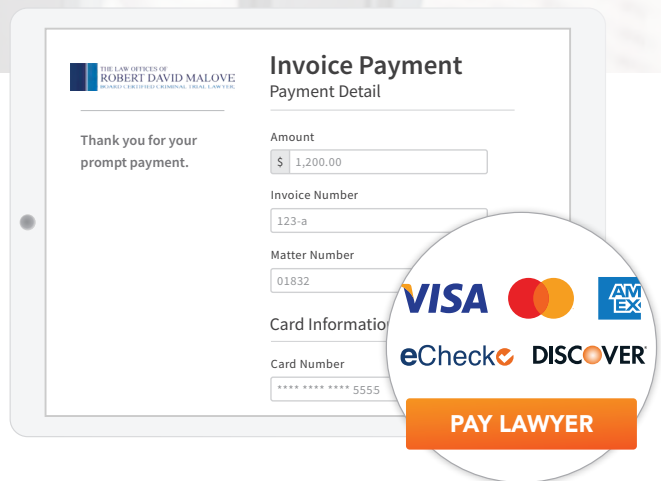 THE LAW OFFICES OF
ROBERT DAVID MALOVE
BOARD CERTIFIED CRIMINAL TRIAL LAWYER
Thank you for your
prompt payment.
Invoice Payment
Payment Detail
Amount
$ 1,200.00
Invoice Number
123-a
Matter Number
01832
Card Information
Card Number
**** **** **** 5555
VISA
AM
EX
eCheck
DISCOVER
PAY LAWYER